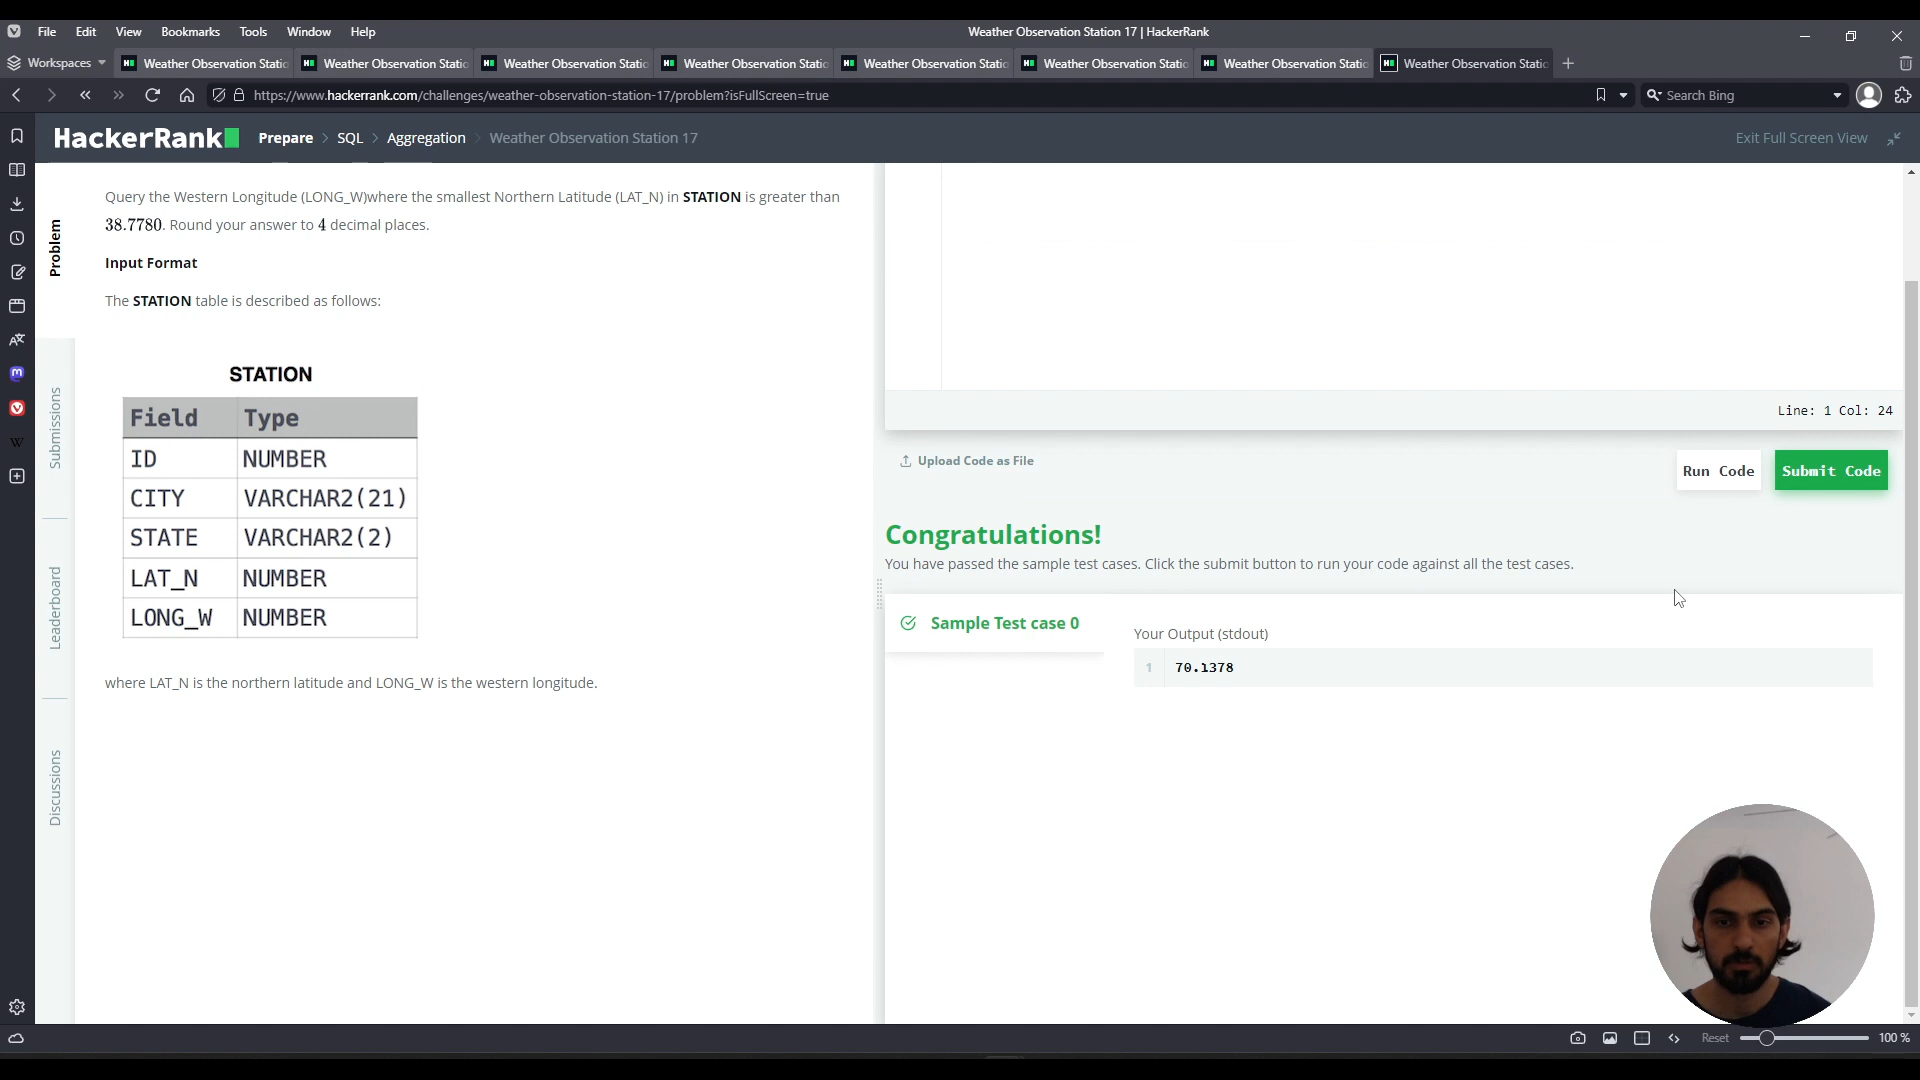 File Edit View Bookmarks Tools Window Help
Weather Observation Station 17 | HackerRank
Workspaces
Weather Observation Statio
Weather Observation Statio
Weather Observation Statio
Weather Observation Statio
Weather Observation Statio
Weather Observation Statio
Weather Observation Statio
Weather Observation Statio
https://www.hackerrank.com/challenges/weather-observation-station-17/problem?isFullScreen=true
Search Bing
HackerRank
Prepare > SQL > Aggregation > Weather Observation Station 17
Exit Full Screen View
Problem
Submissions
Leaderboard
Discussions
Query the Western Longitude (LONG_W)where the smallest Northern Latitude (LAT_N) in STATION is greater than
38.7780. Round your answer to 4 decimal places.
Input Format
The STATION table is described as follows:
STATION
Field Type
ID NUMBER
CITY VARCHAR2(21)
STATE VARCHAR2(2)
LAT_N NUMBER
LONG_W NUMBER
where LAT_N is the northern latitude and LONG_W is the western longitude.
Line: 1 Col: 24
Upload Code as File
Run Code
Submit Code
Congratulations!
You have passed the sample test cases. Click the submit button to run your code against all the test cases.
Sample Test case 0
Your Output (stdout)
1 70.1378
W
Reset
100 %